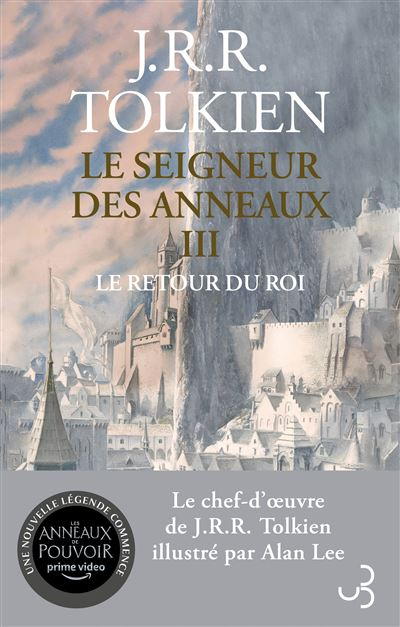 J.R.R.
TOLKIEN
LE SEIGNEUR
DES ANNEAUX
III
LE RETOUR DU ROI
UNE NOUVELLE LÉGENDE COMMENCE
LES
ANNEAUX
DE
POUVOIR
prime video
Le chef-d’œuvre
de J.R.R. Tolkien
illustré par Alan Lee